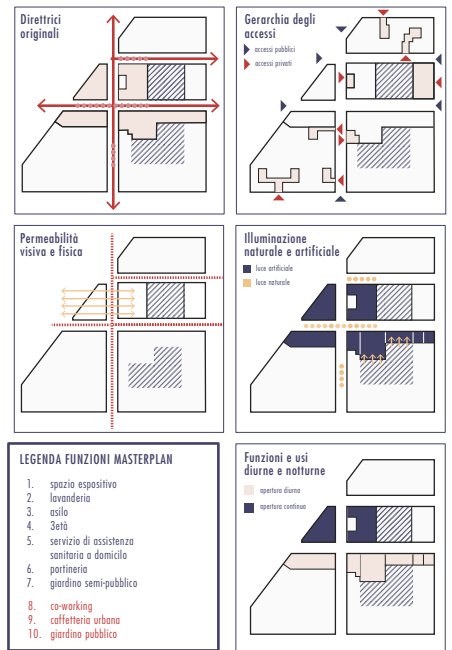 Direttrici
originali
Gerarchia degli
accessi
accessi pubblici
accessi privati
Permeabilità
visiva e fisica
Illuminazione
naturale e artificiale
luce artificiale
luce naturale
LEGENDA FUNZIONI MASTERPLAN
1. spazio espositivo
2. lavanderia
3. asilo
4. 3età
5. servizio di assistenza
sanitaria a domicilo
6. portineria
7. giardino semi-pubblico
8. co-working
9. caffetteria urbana
10. giardino pubblico
Funzioni e usi
diurne e notturne
apertura diurna
apertura continua